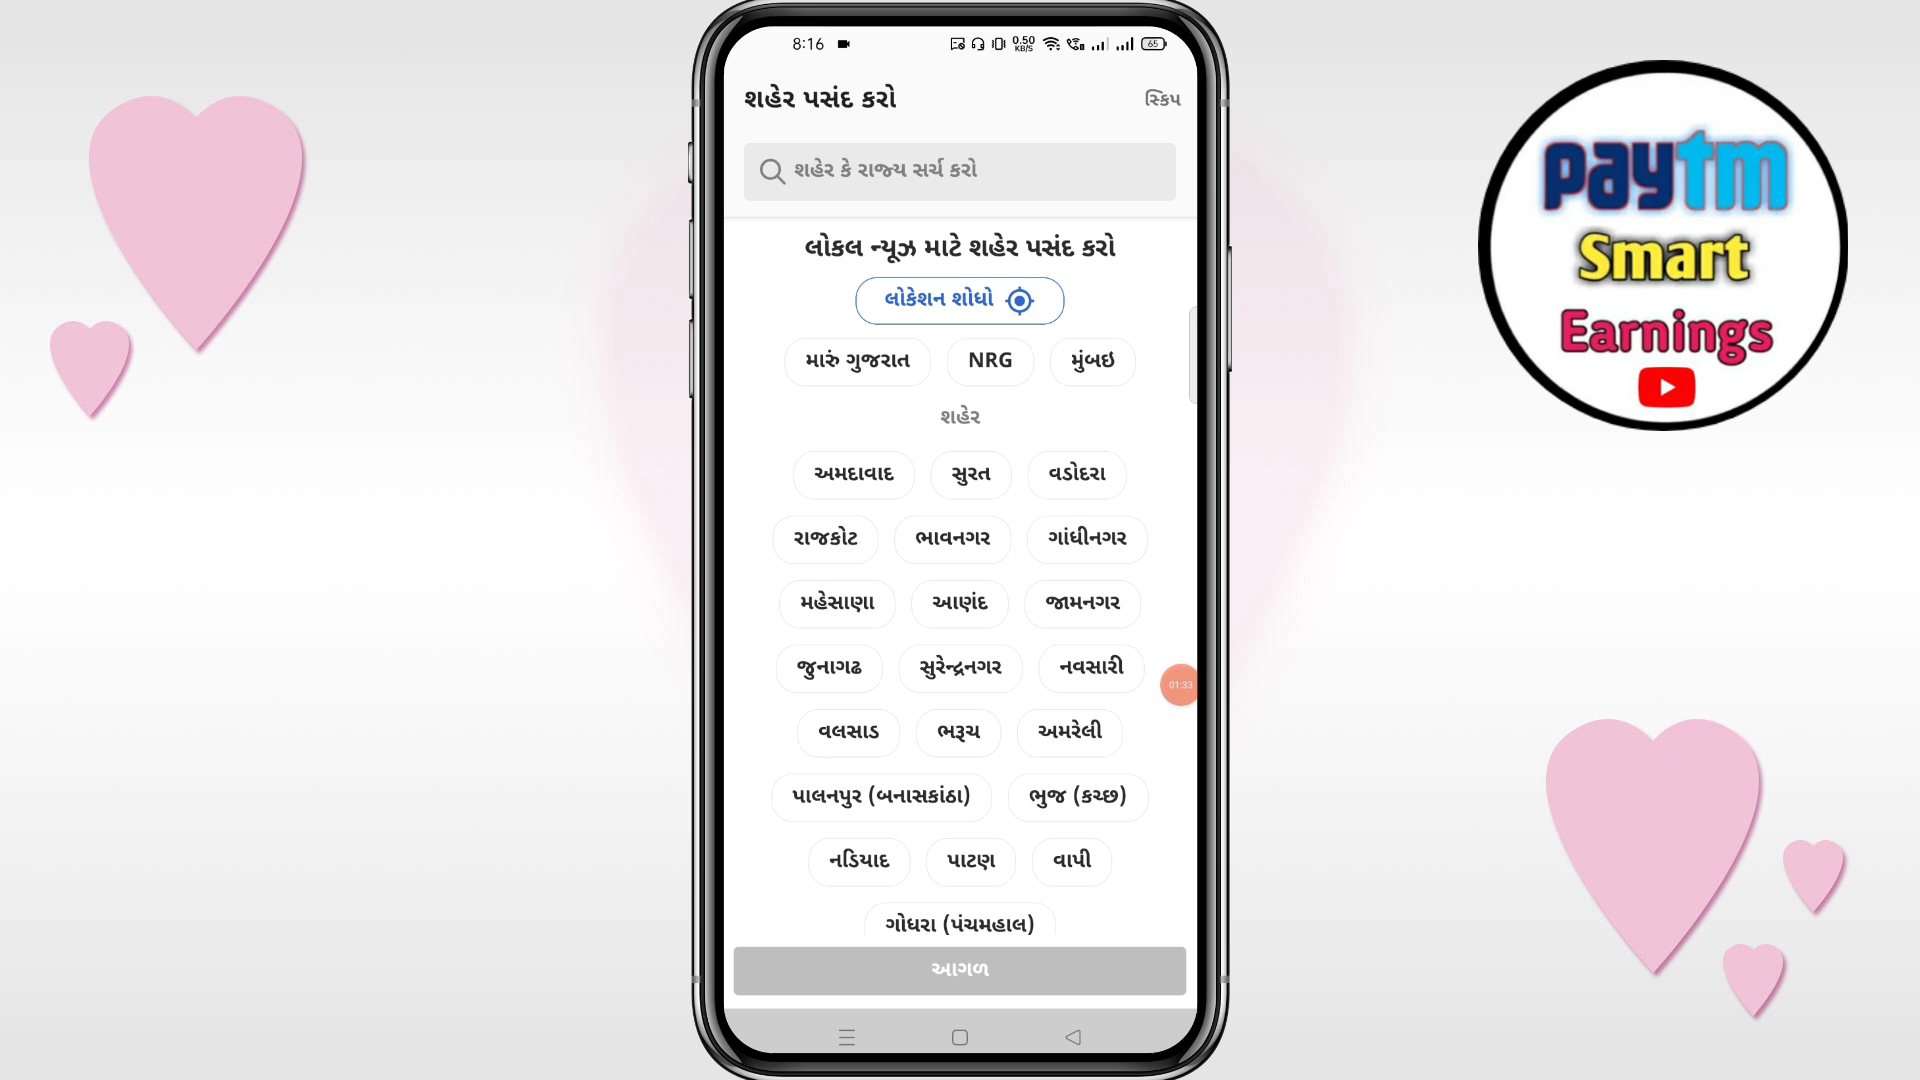 8:16 0.50 KB/S 65
શહેર પસંદ કરો સ્કિપ
શહેર કે રાજ્ય સર્ચ કરો
લોકલ ન્યૂઝ માટે શહેર પસંદ કરો
લોકેશન શોધો
મારું ગુજરાત NRG મુંબઇ
શહેર
અમદાવાદ સુરત વડોદરા
રાજકોટ ભાવનગર ગાંધીનગર
મહેસાણા આણંદ જામનગર
જુનાગઢ સુરેન્દ્રનગર નવસારી
01:33
વલસાડ ભરૂચ અમરેલી
પાલનપુર (બનાસકાંઠા) ભુજ (કચ્છ)
નડિયાદ પાટણ વાપી
ગોધરા (પંચમહાલ)
આગળ
paytm
Smart
Earnings